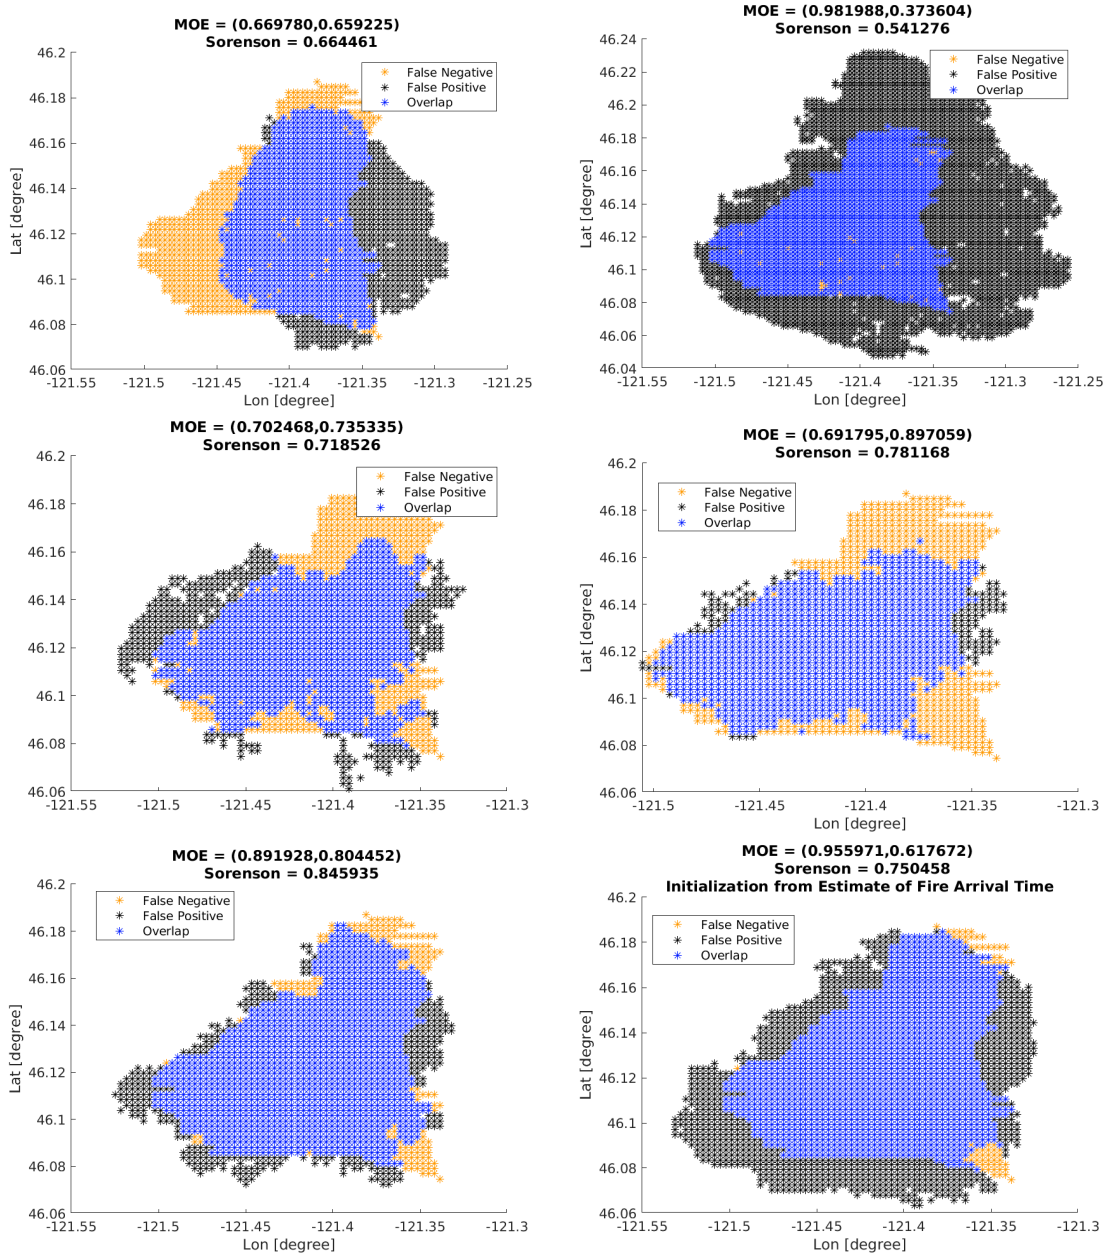 MOE = (0.669780,0.659225)
Sorenson = 0.664461
46.2
46.18
46.16
46.14
46.12
46.1
46.08
46.06
Lat [degree]
False Negative
False Positive
Overlap
-121.55
-121.5
-121.45
-121.4
-121.35
-121.3
-121.25
Lon [degree]
MOE = (0.981988,0.373604)
Sorenson = 0.541276
46.24
46.22
46.2
46.18
46.16
46.14
46.12
46.1
46.08
46.06
46.04
Lat [degree]
False Negative
False Positive
Overlap
-121.55
-121.5
-121.45
-121.4
-121.35
-121.3
-121.25
Lon [degree]
MOE = (0.702468,0.735335)
Sorenson = 0.718526
46.2
46.18
46.16
46.14
46.12
46.1
46.08
46.06
Lat [degree]
False Negative
False Positive
Overlap
-121.55
-121.5
-121.45
-121.4
-121.35
-121.3
Lon [degree]
MOE = (0.691795,0.897059)
Sorenson = 0.781168
46.2
46.18
46.16
46.14
46.12
46.1
46.08
46.06
Lat [degree]
False Negative
False Positive
Overlap
-121.5
-121.45
-121.4
-121.35
-121.3
Lon [degree]
MOE = (0.891928,0.804452)
Sorenson = 0.845935
46.2
46.18
46.16
46.14
46.12
46.1
46.08
46.06
Lat [degree]
False Negative
False Positive
Overlap
-121.55
-121.5
-121.45
-121.4
-121.35
-121.3
Lon [degree]
MOE = (0.955971,0.617672)
Sorenson = 0.750458
Initialization from Estimate of Fire Arrival Time
46.2
46.18
46.16
46.14
46.12
46.1
46.08
46.06
Lat [degree]
False Negative
False Positive
Overlap
-121.55
-121.5
-121.45
-121.4
-121.35
-121.3
Lon [degree]